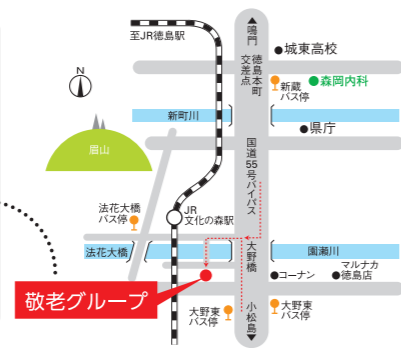 至JR徳島駅
▲鳴門
徳島本町
交差点
城東高校
森岡内科
新蔵
バス停
N
新町川
県庁
眉山
国道55号バイパス
法花大橋
バス停
JR
文化の森駅
法花大橋
園瀬川
大野橋
コーナン
マルナカ
徳島店
敬老グループ
大野東
バス停
小松島▼
大野東
バス停